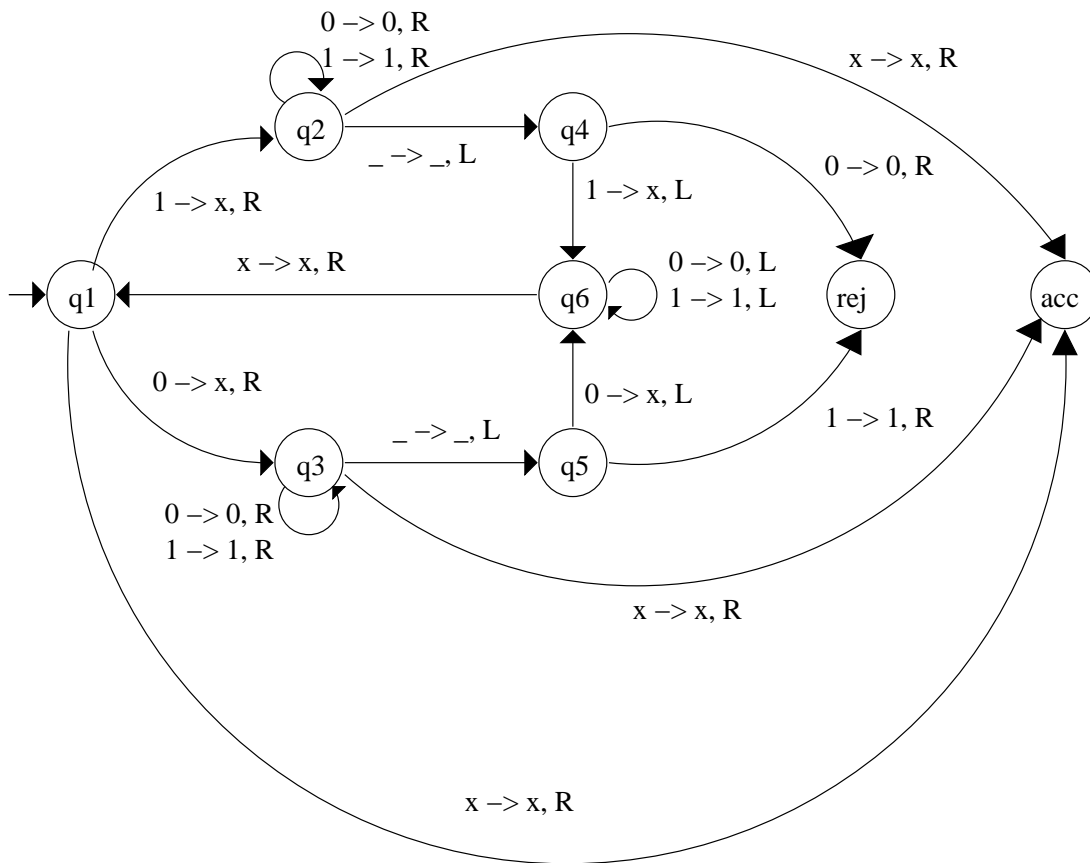 0 –> 0, R
1 –> 1, R
x –> x, R
q2
q4
_ –> _, L
0 –> 0, R
1 –> x, R
1 –> x, L
x –> x, R
0 –> 0, L
1 –> 1, L
q1
q6
rej
acc
0 –> x, R
0 –> x, L
1 –> 1, R
_ –> _, L
q3
q5
0 –> 0, R
1 –> 1, R
x –> x, R
x –> x, R